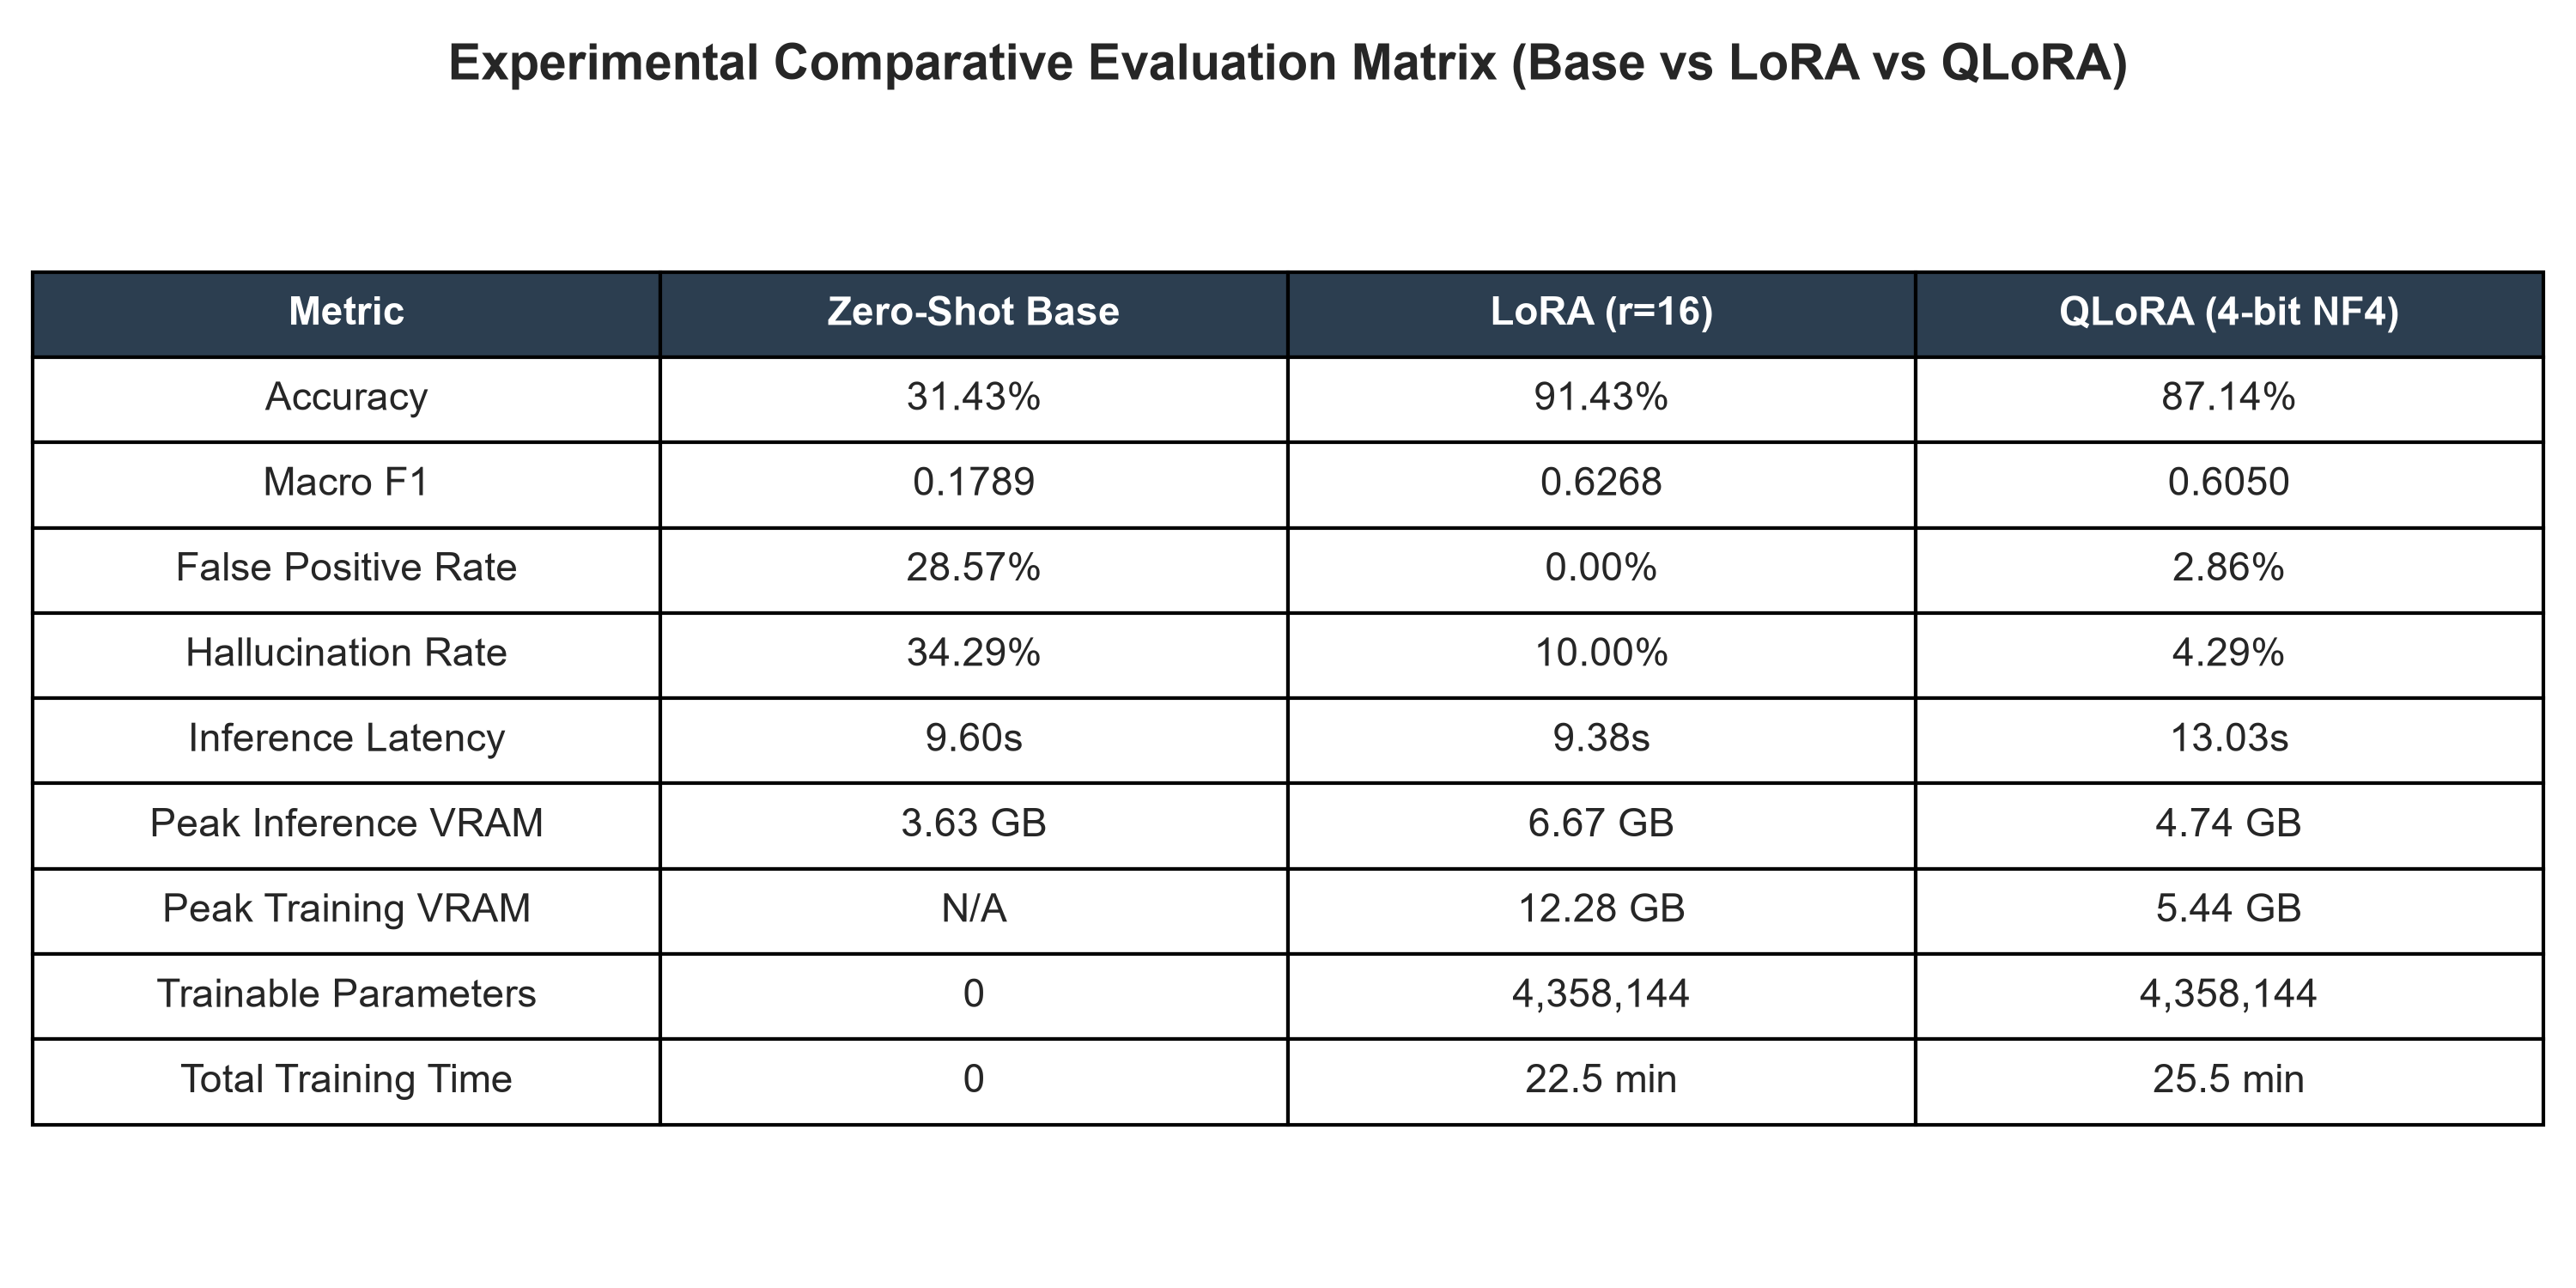 Experimental Comparative Evaluation Matrix (Base vs LoRA vs QLoRA)
Metric Zero-Shot Base LoRA (r=16) QLoRA (4-bit NF4)
Accuracy 31.43% 91.43% 87.14%
Macro F1 0.1789 0.6268 0.6050
False Positive Rate 28.57% 0.00% 2.86%
Hallucination Rate 34.29% 10.00% 4.29%
Inference Latency 9.60s 9.38s 13.03s
Peak Inference VRAM 3.63 GB 6.67 GB 4.74 GB
Peak Training VRAM N/A 12.28 GB 5.44 GB
Trainable Parameters 0 4,358,144 4,358,144
Total Training Time 0 22.5 min 25.5 min